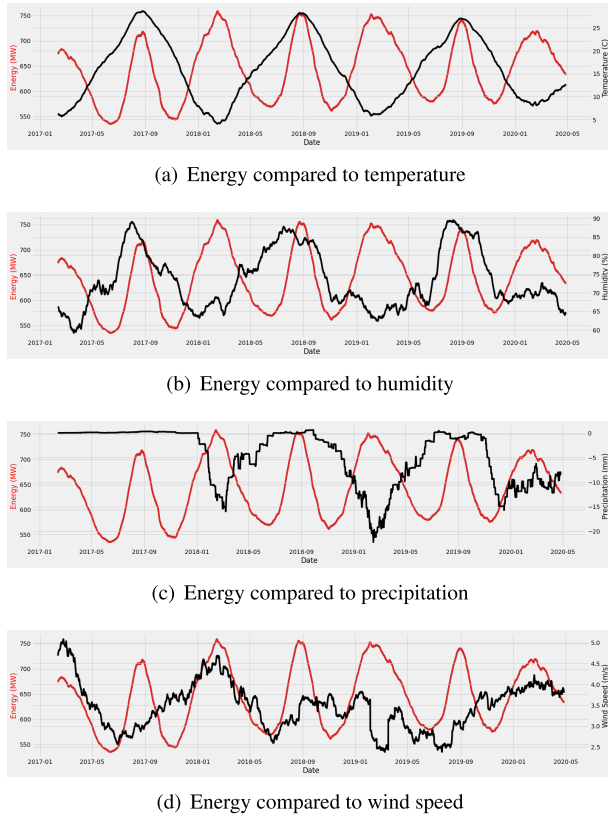 750
700
650
600
550
Energy (MW)
25
20
15
10
5
Temperature (C)
2017-01 2017-05 2017-09 2018-01 2018-05 2018-09 2019-01 2019-05 2019-09 2020-01 2020-05
Date
(a) Energy compared to temperature
750
700
650
600
550
Energy (MW)
90
85
80
75
70
65
60
Humidity (%)
2017-01 2017-05 2017-09 2018-01 2018-05 2018-09 2019-01 2019-05 2019-09 2020-01 2020-05
Date
(b) Energy compared to humidity
750
700
650
600
550
Energy (MW)
0
−5
−10
−15
−20
Precipitation (mm)
2017-01 2017-05 2017-09 2018-01 2018-05 2018-09 2019-01 2019-05 2019-09 2020-01 2020-05
Date
(c) Energy compared to precipitation
750
700
650
600
550
Energy (MW)
5.0
4.5
4.0
3.5
3.0
2.5
Wind Speed (m/s)
2017-01 2017-05 2017-09 2018-01 2018-05 2018-09 2019-01 2019-05 2019-09 2020-01 2020-05
Date
(d) Energy compared to wind speed